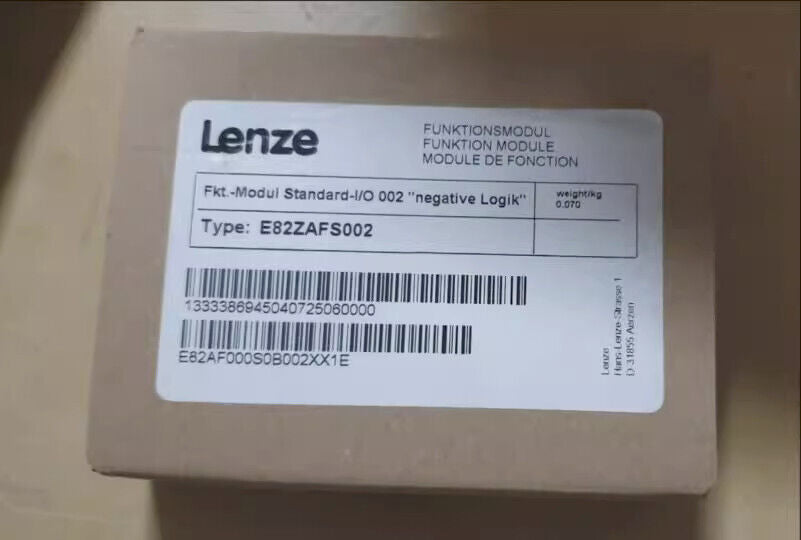 Lenze
FUNKTIONSMODUL
FUNKTION MODULE
MODULE DE FONCTION
Fkt.-Modul Standard-I/O 002 "negative Logik"
weight/kg
0.070
Type: E82ZAFS002
1333386945040725060000
E82AF000S0B002XX1E
Lenze
Hans-Lenze-Strasse 1
D-31855 Aerzen